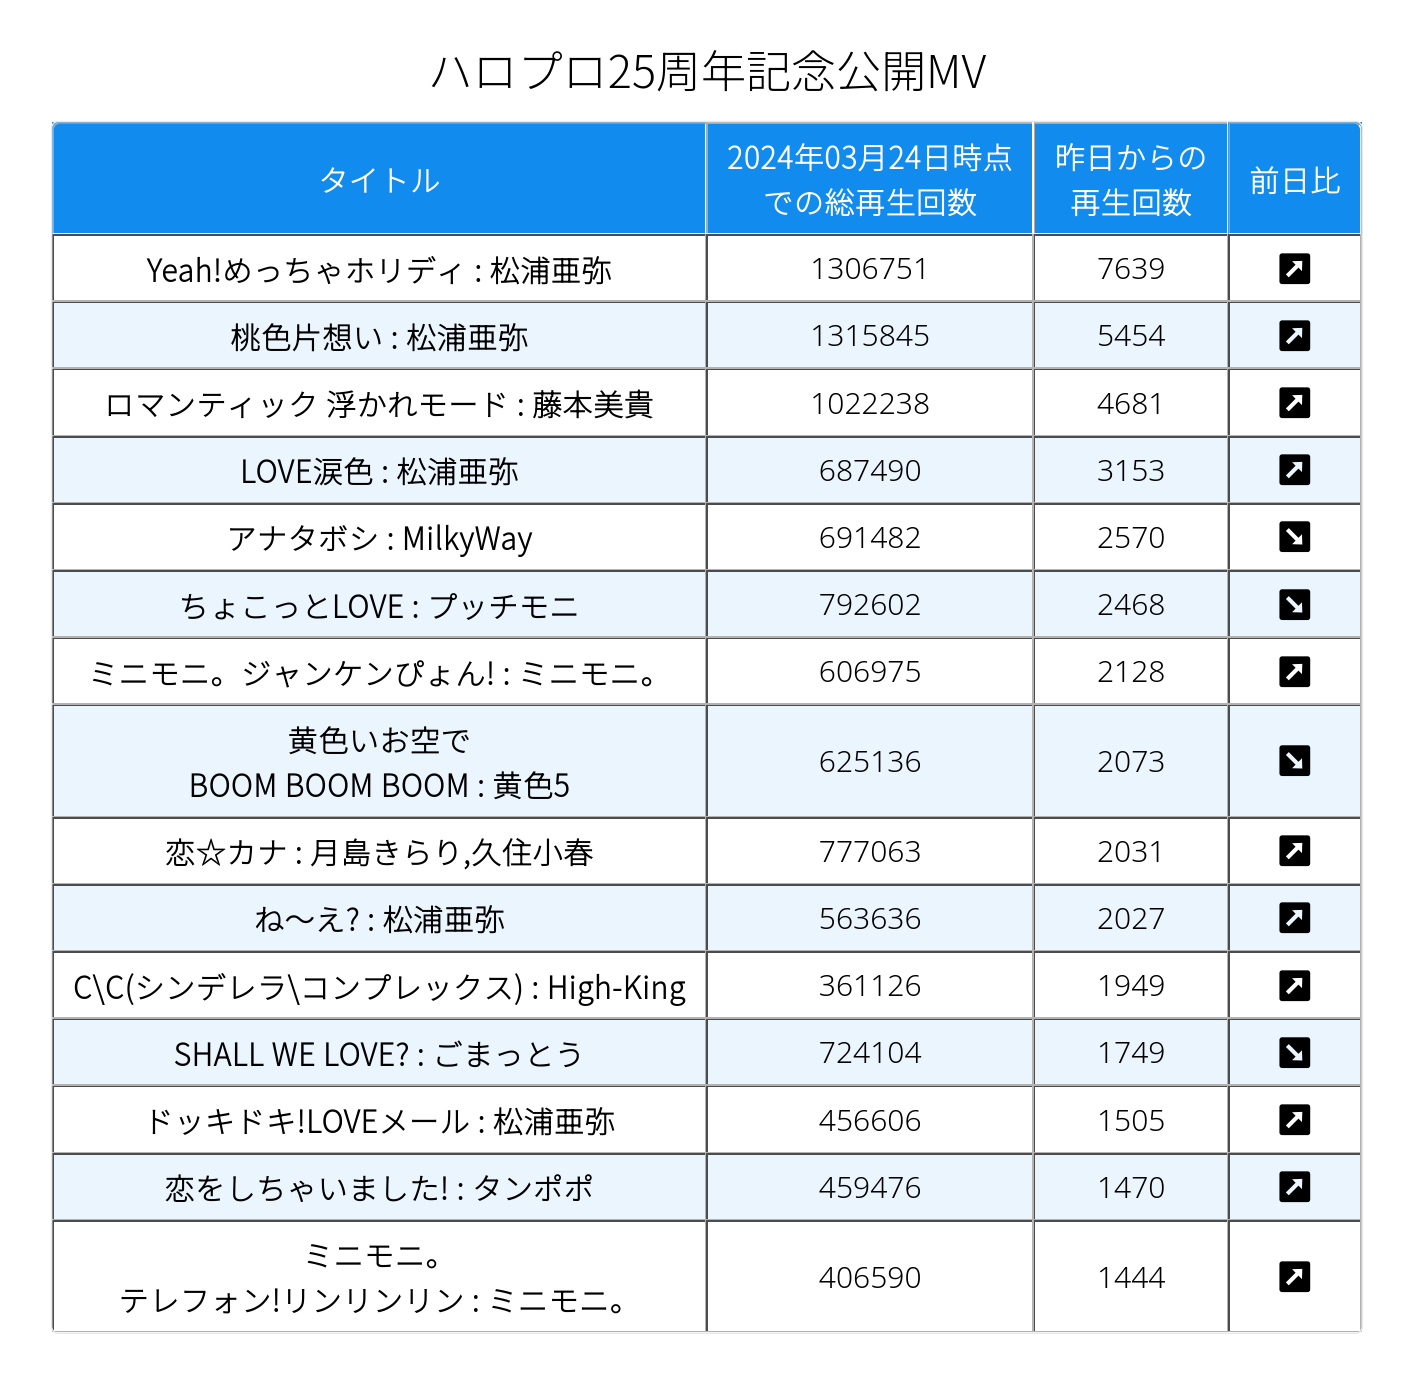 ハロプロ25周年記念公開MV
タイトル
2024年03月24日時点
での総再生回数
昨日からの
再生回数
前日比
Yeah!めっちゃホリディ : 松浦亜弥 1306751 7639
桃色片想い : 松浦亜弥 1315845 5454
ロマンティック 浮かれモード : 藤本美貴 1022238 4681
LOVE涙色 : 松浦亜弥 687490 3153
アナタボシ : MilkyWay 691482 2570
ちょこっとLOVE : プッチモニ 792602 2468
ミニモニ。ジャンケンぴょん! : ミニモニ。 606975 2128
黄色いお空で
BOOM BOOM BOOM : 黄色5 625136 2073
恋☆カナ : 月島きらり,久住小春 777063 2031
ね〜え? : 松浦亜弥 563636 2027
C\C(シンデレラ\コンプレックス) : High-King 361126 1949
SHALL WE LOVE? : ごまっとう 724104 1749
ドッキドキ!LOVEメール : 松浦亜弥 456606 1505
恋をしちゃいました! : タンポポ 459476 1470
ミニモニ。
テレフォン!リンリンリン : ミニモニ。 406590 1444